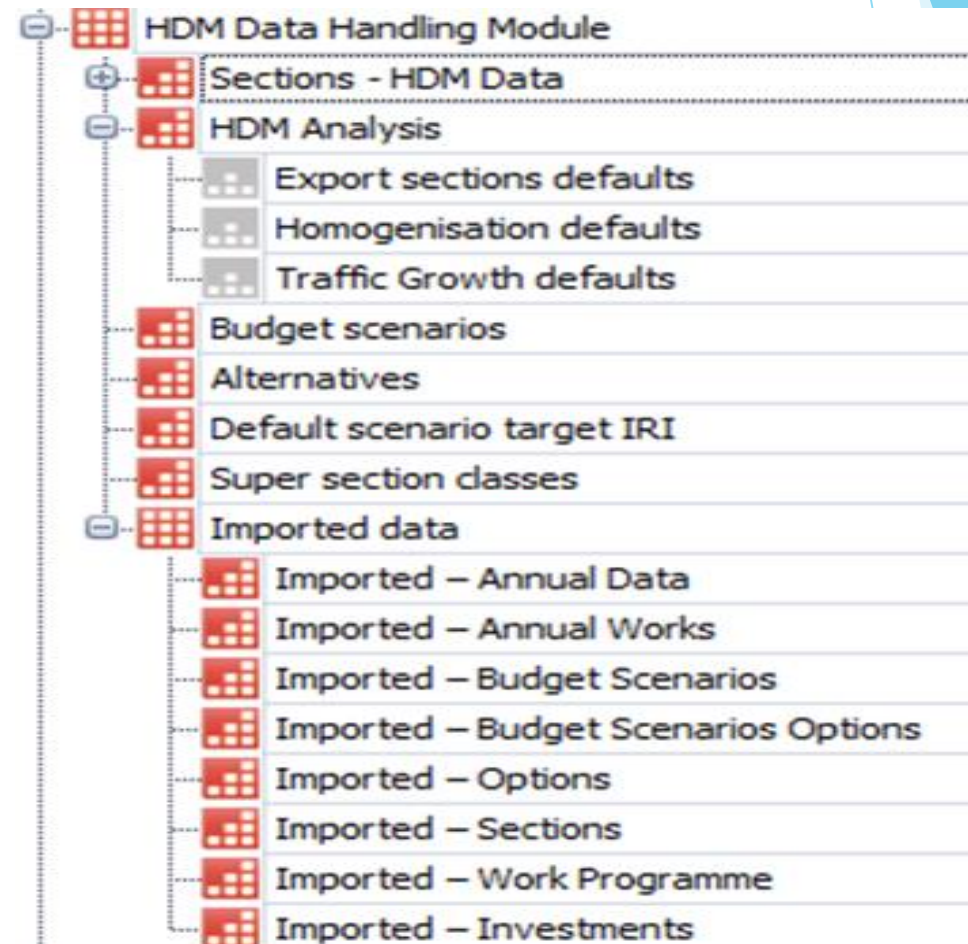 HDM Data Handling Module
Sections - HDM Data
HDM Analysis
Export sections defaults
Homogenisation defaults
Traffic Growth defaults
Budget scenarios
Alternatives
Default scenario target IRI
Super section classes
Imported data
Imported – Annual Data
Imported – Annual Works
Imported – Budget Scenarios
Imported – Budget Scenarios Options
Imported – Options
Imported – Sections
Imported – Work Programme
Imported – Investments